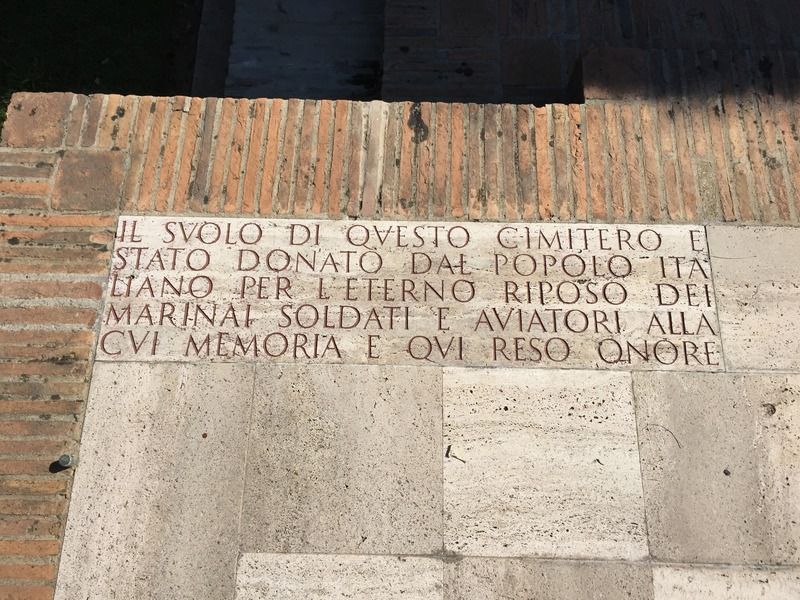 IL SVOLO DI QVESTO CIMITERO E
STATO DONATO DAL POPOLO ITA
LIANO PER L'ETERNO RIPOSO DEI
MARINAI SOLDATI E AVIATORI ALLA
CVI MEMORIA E QVI RESO ONORE